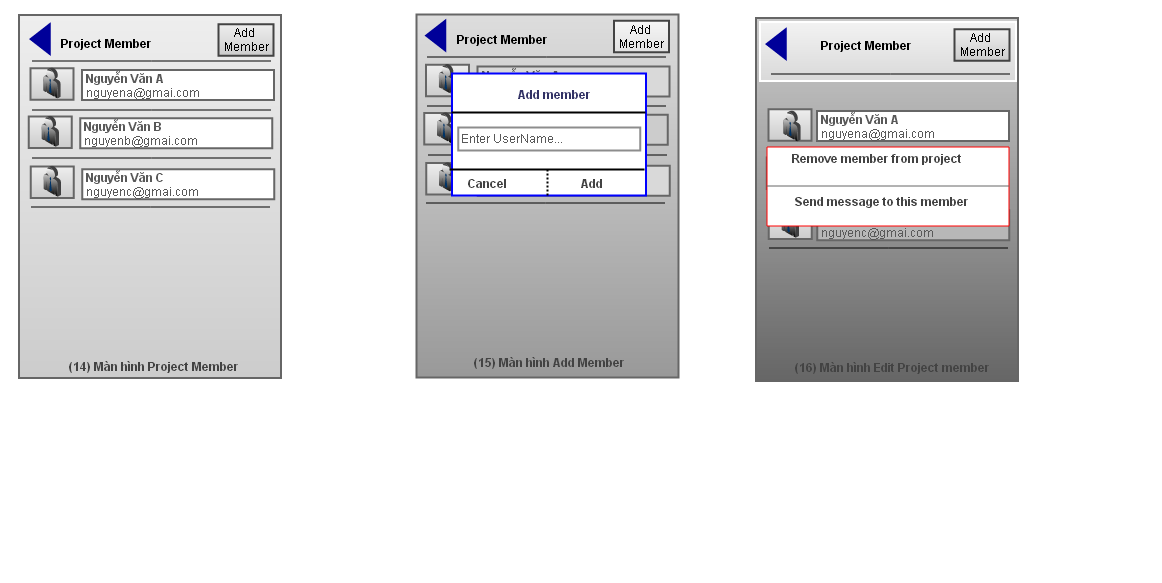 Project Member
Add
Member
Nguyễn Văn A
nguyena@gmai.com
Nguyễn Văn B
nguyenb@gmai.com
Nguyễn Văn C
nguyenc@gmai.com
(14) Màn hình Project Member
Project Member
Add
Member
Add member
Enter UserName...
Cancel
Add
(15) Màn hình Add Member
Project Member
Add
Member
Nguyễn Văn A
nguyena@gmai.com
Remove member from project
Send message to this member
nguyenc@gmai.com
(16) Màn hình Edit Project member